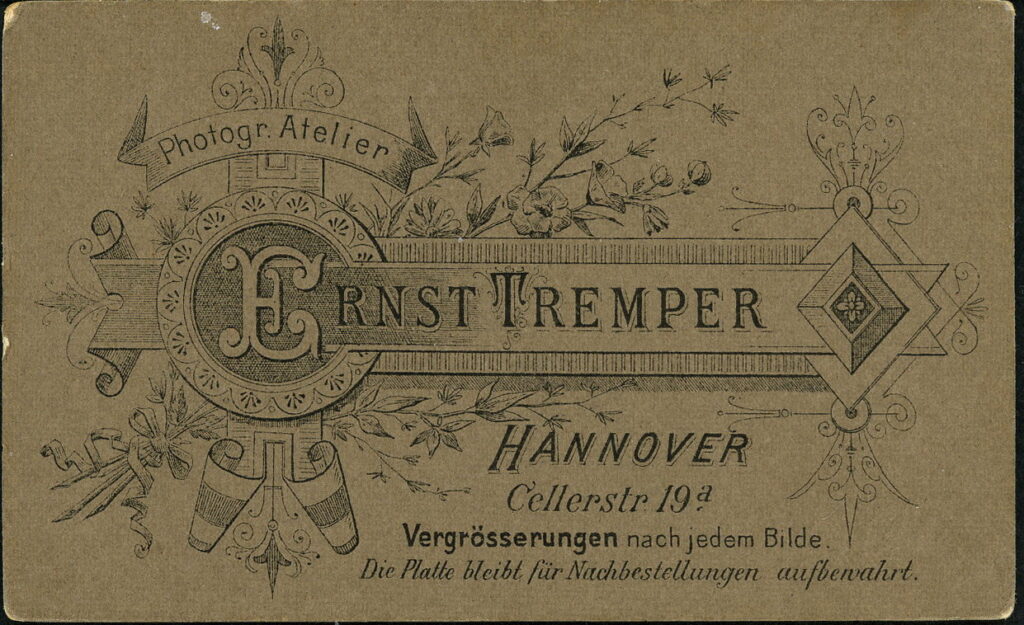 Photogr. Atelier
ERNST TREMPER
HANNOVER
Cellerstr. 19a
Vergrösserungen nach jedem Bilde.
Die Platte bleibt für Nachbestellungen aufbewahrt.